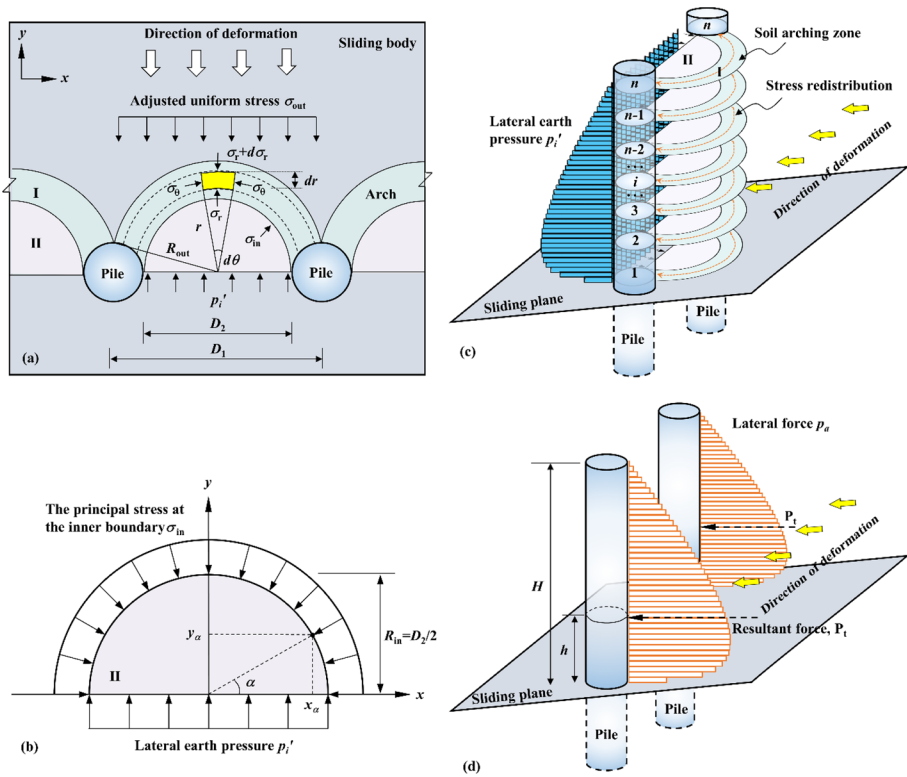 y
x
Direction of deformation
Sliding body
Adjusted uniform stress σout
σr+dσr
σθ
σθ
dr
σr
r
σin
Arch
I
II
Rout
dθ
Pile
Pile
pi′
D2
D1
(a)
The principal stress at
the inner boundary σin
y
yα
Rin=D2/2
II
α
xα
x
Lateral earth pressure pi′
(b)
n
II
I
Soil arching zone
Stress redistribution
n
n-1
n-2
...
i
...
3
2
1
Lateral earth
pressure pi′
Direction of deformation
Sliding plane
Pile
Pile
(c)
Lateral force pa
Pt
H
h
Direction of deformation
Resultant force, Pt
Sliding plane
Pile
Pile
(d)